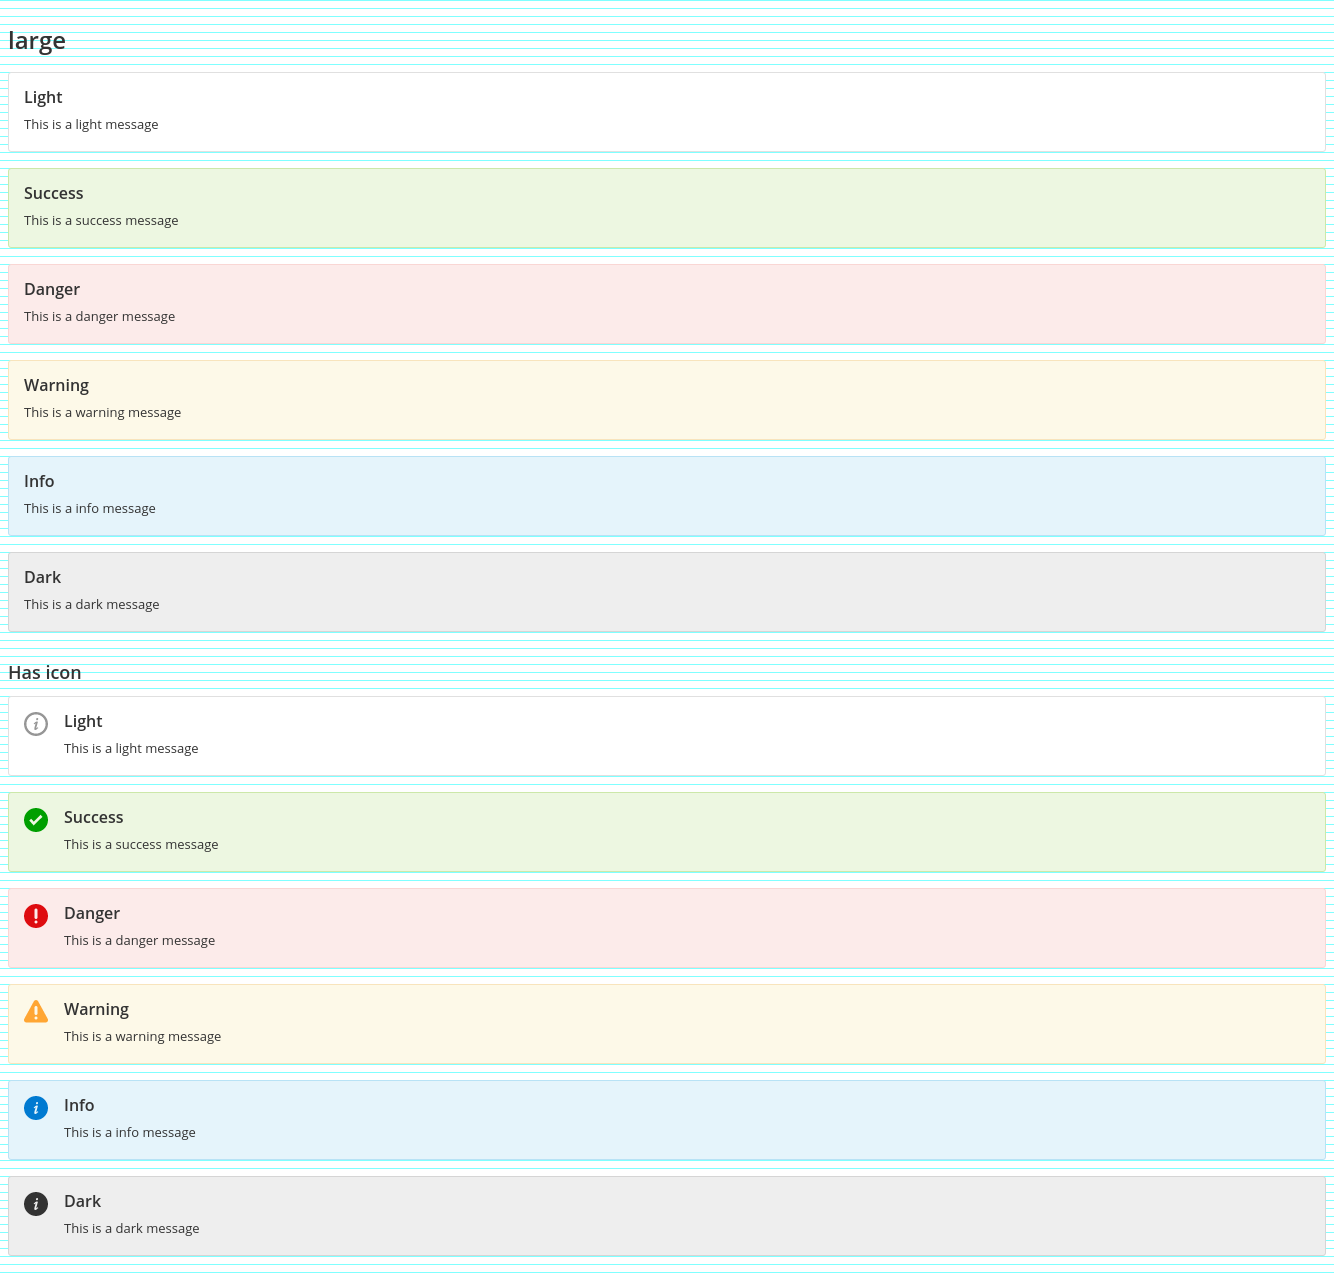 large
Light
This is a light message
Success
This is a success message
Danger
This is a danger message
Warning
This is a warning message
Info
This is a info message
Dark
This is a dark message
Has icon
Light
This is a light message
Success
This is a success message
Danger
This is a danger message
Warning
This is a warning message
Info
This is a info message
Dark
This is a dark message